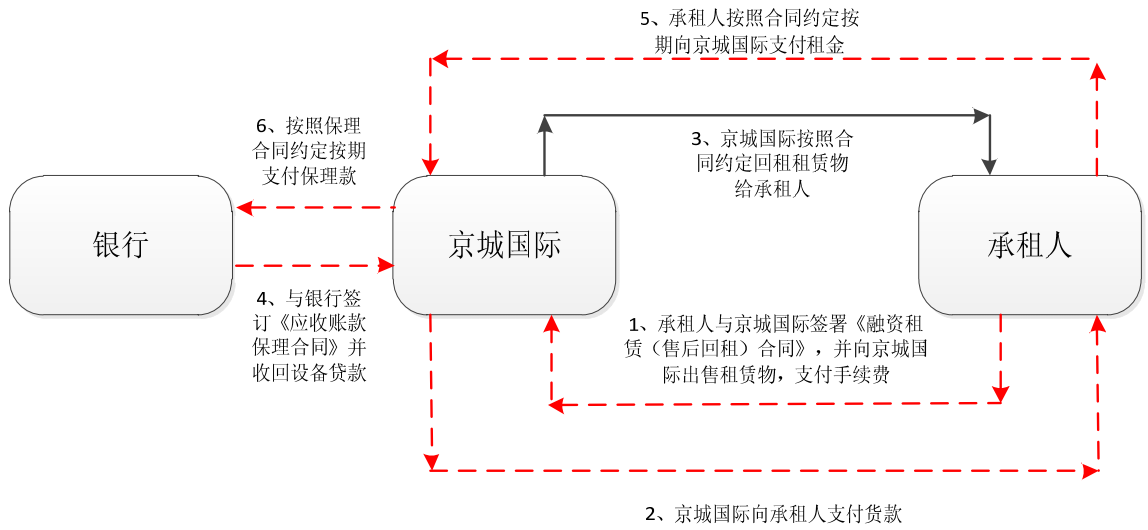 5、承租人按照合同约定按
期向京城国际支付租金
6、按照保理
合同约定按期
支付保理款
3、京城国际按照合
同约定回租租赁物
给承租人
银行
京城国际
承租人
4、与银行签
订《应收账款
保理合同》并
收回设备贷款
1、承租人与京城国际签署《融资租
赁（售后回租）合同》，并向京城国
际出售租赁物，支付手续费
2、京城国际向承租人支付货款